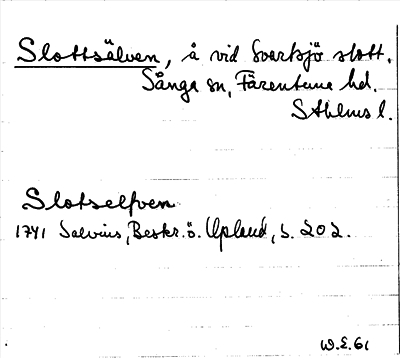 Slottsälven, å vid Svartsjö slott.
Sånga sn, Färentuna hd.
Sthlms l.
Slotselfven
1741 Salvius, Beskr. ö. Upland, s. 202.
W.E. 61